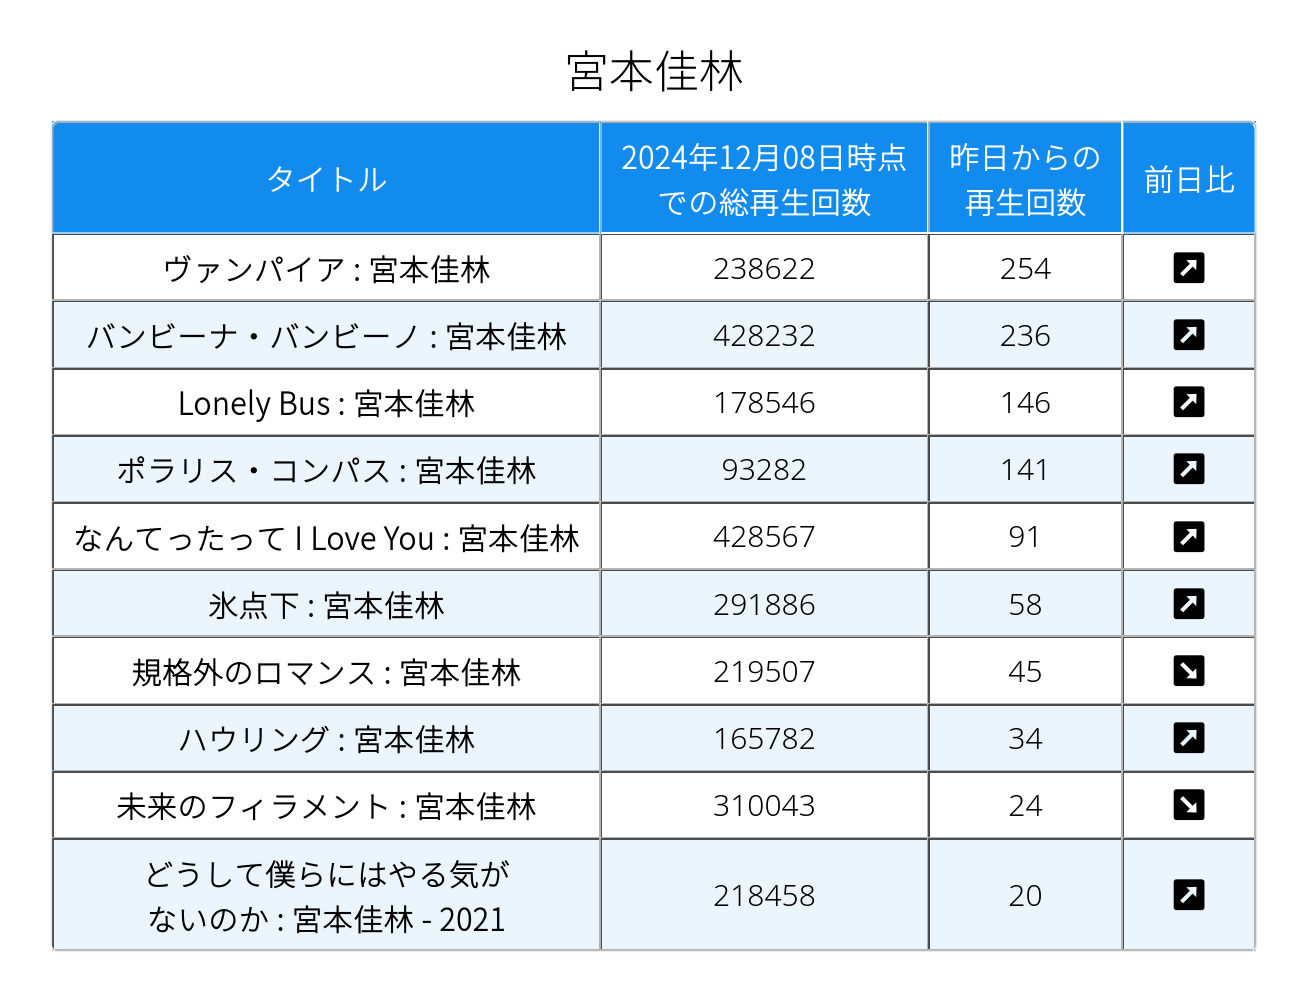 宮本佳林
タイトル
2024年12月08日時点
での総再生回数
昨日からの
再生回数
前日比
ヴァンパイア : 宮本佳林 238622 254
バンビーナ・バンビーノ : 宮本佳林 428232 236
Lonely Bus : 宮本佳林 178546 146
ポラリス・コンパス : 宮本佳林 93282 141
なんてったって I Love You : 宮本佳林 428567 91
氷点下 : 宮本佳林 291886 58
規格外のロマンス : 宮本佳林 219507 45
ハウリング : 宮本佳林 165782 34
未来のフィラメント : 宮本佳林 310043 24
どうして僕らにはやる気が
ないのか : 宮本佳林 - 2021
218458 20